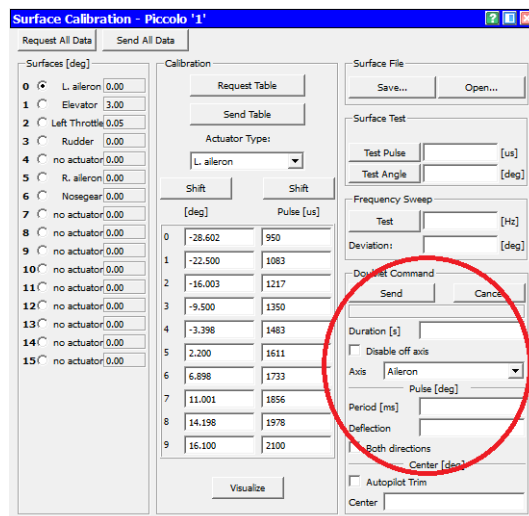 Surface Calibration - Piccolo '1'
Request All Data
Send All Data
Surfaces [deg]
0 L. aileron 0.00
1 Elevator 3.00
2 Left Throttle 0.05
3 Rudder 0.00
4 no actuator 0.00
5 R. aileron 0.00
6 Nosegear 0.00
7 no actuator 0.00
8 no actuator 0.00
9 no actuator 0.00
10 no actuator 0.00
11 no actuator 0.00
12 no actuator 0.00
13 no actuator 0.00
14 no actuator 0.00
15 no actuator 0.00
Calibration
Request Table
Send Table
Actuator Type:
L. aileron
Shift Shift
[deg] Pulse [us]
0 -28.602 950
1 -22.500 1083
2 -16.003 1217
3 -9.500 1350
4 -3.398 1483
5 2.200 1611
6 6.898 1733
7 11.001 1856
8 14.198 1978
9 16.100 2100
Visualize
Surface File
Save... Open...
Surface Test
Test Pulse [us]
Test Angle [deg]
Frequency Sweep
Test [Hz]
Deviation: [deg]
Doublet Command
Send Cancel
Duration [s]
Disable off axis
Axis Aileron
Pulse [deg]
Period [ms]
Deflection
Both directions
Center [deg]
Autopilot Trim
Center